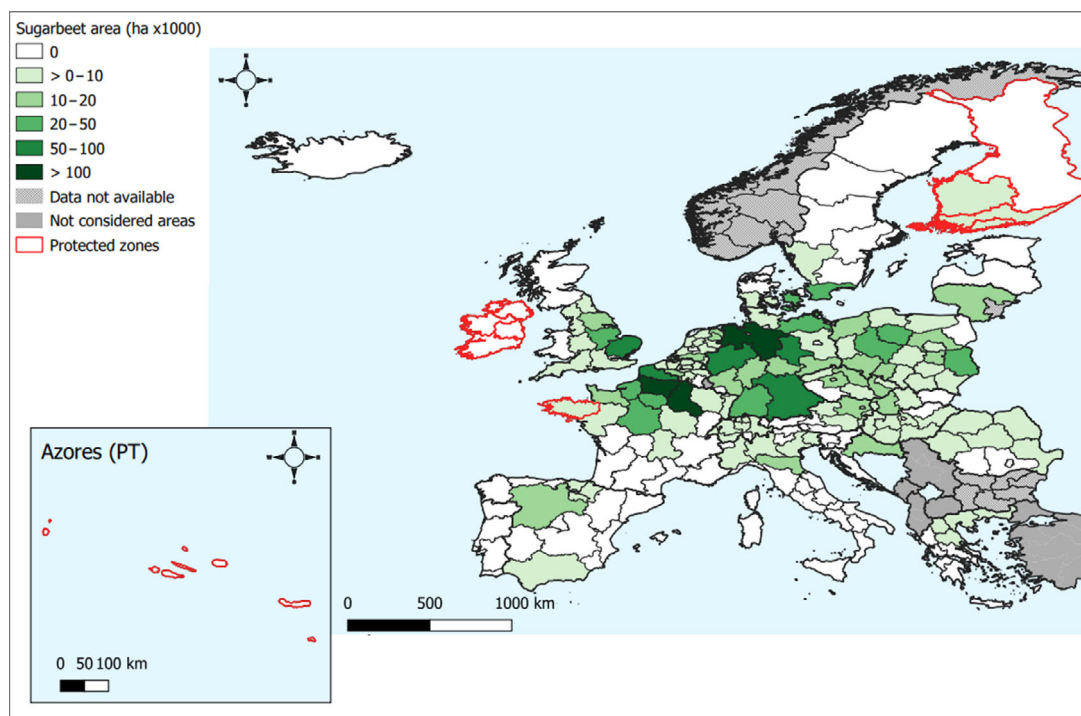 Sugarbeet area (ha x1000)
0
> 0–10
10–20
20–50
50–100
> 100
Data not available
Not considered areas
Protected zones
Azores (PT)
0 50 100 km
0 500 1000 km